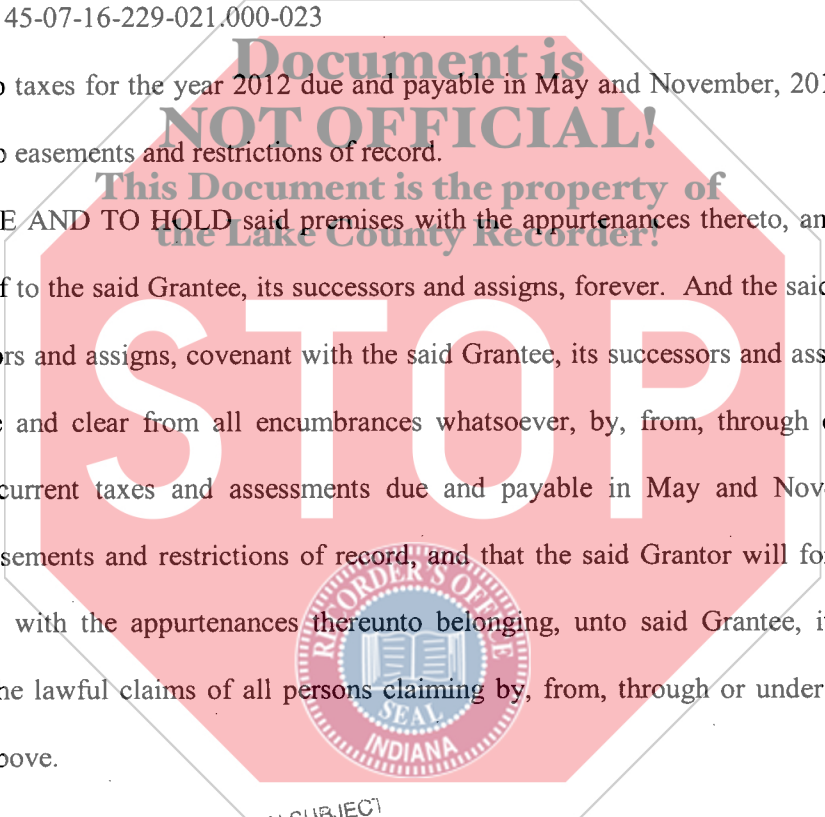 45-07-16-229-021.000-023
Document is
taxes for the year 2012 due and payable in May and November, 201
NOT OFFICIAL!
easements and restrictions of record.
This Document is the property of
E AND TO HOLD said premises with the appurtenances thereto, an
the Lake County Recorder!
f to the said Grantee, its successors and assigns, forever. And the said
ors and assigns, covenant with the said Grantee, its successors and ass
and clear from all encumbrances whatsoever, by, from, through
current taxes and assessments due and payable in May and Nov
STOP
sements and restrictions of record, and that the said Grantor will fo
with the appurtenances thereunto belonging, unto said Grantee, i
ne lawful claims of all persons claiming by, from, through or under
bove.
RECORDER'S OFFICE
SEAL
INDIANA
SUBJECT